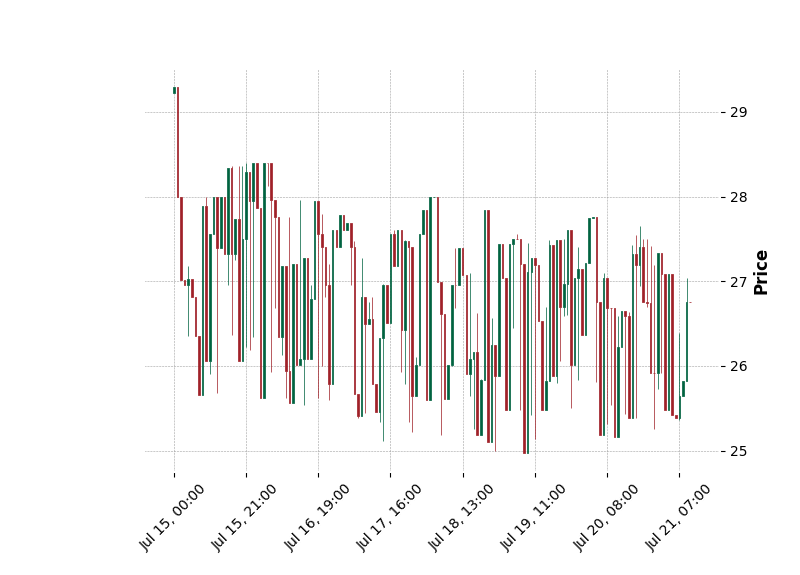 29
28
27
26
25
Price
Jul 15, 00:00
Jul 15, 21:00
Jul 16, 19:00
Jul 17, 16:00
Jul 18, 13:00
Jul 19, 11:00
Jul 20, 08:00
Jul 21, 07:00